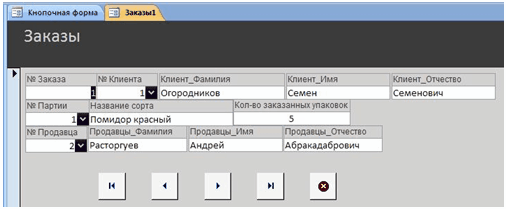 Кнопочная форма Заказы1
Заказы
№ Заказа № Клиента Клиент_Фамилия Клиент_Имя Клиент_Отчество
1 1 Огородников Семен Семенович
№ Партии Название сорта Кол-во заказанных упаковок
1 Помидор красный 5
№ Продавца Продавцы_Фамилия Продавцы_Имя Продавцы_Отчество
2 Расторгуев Андрей Абракадабрович